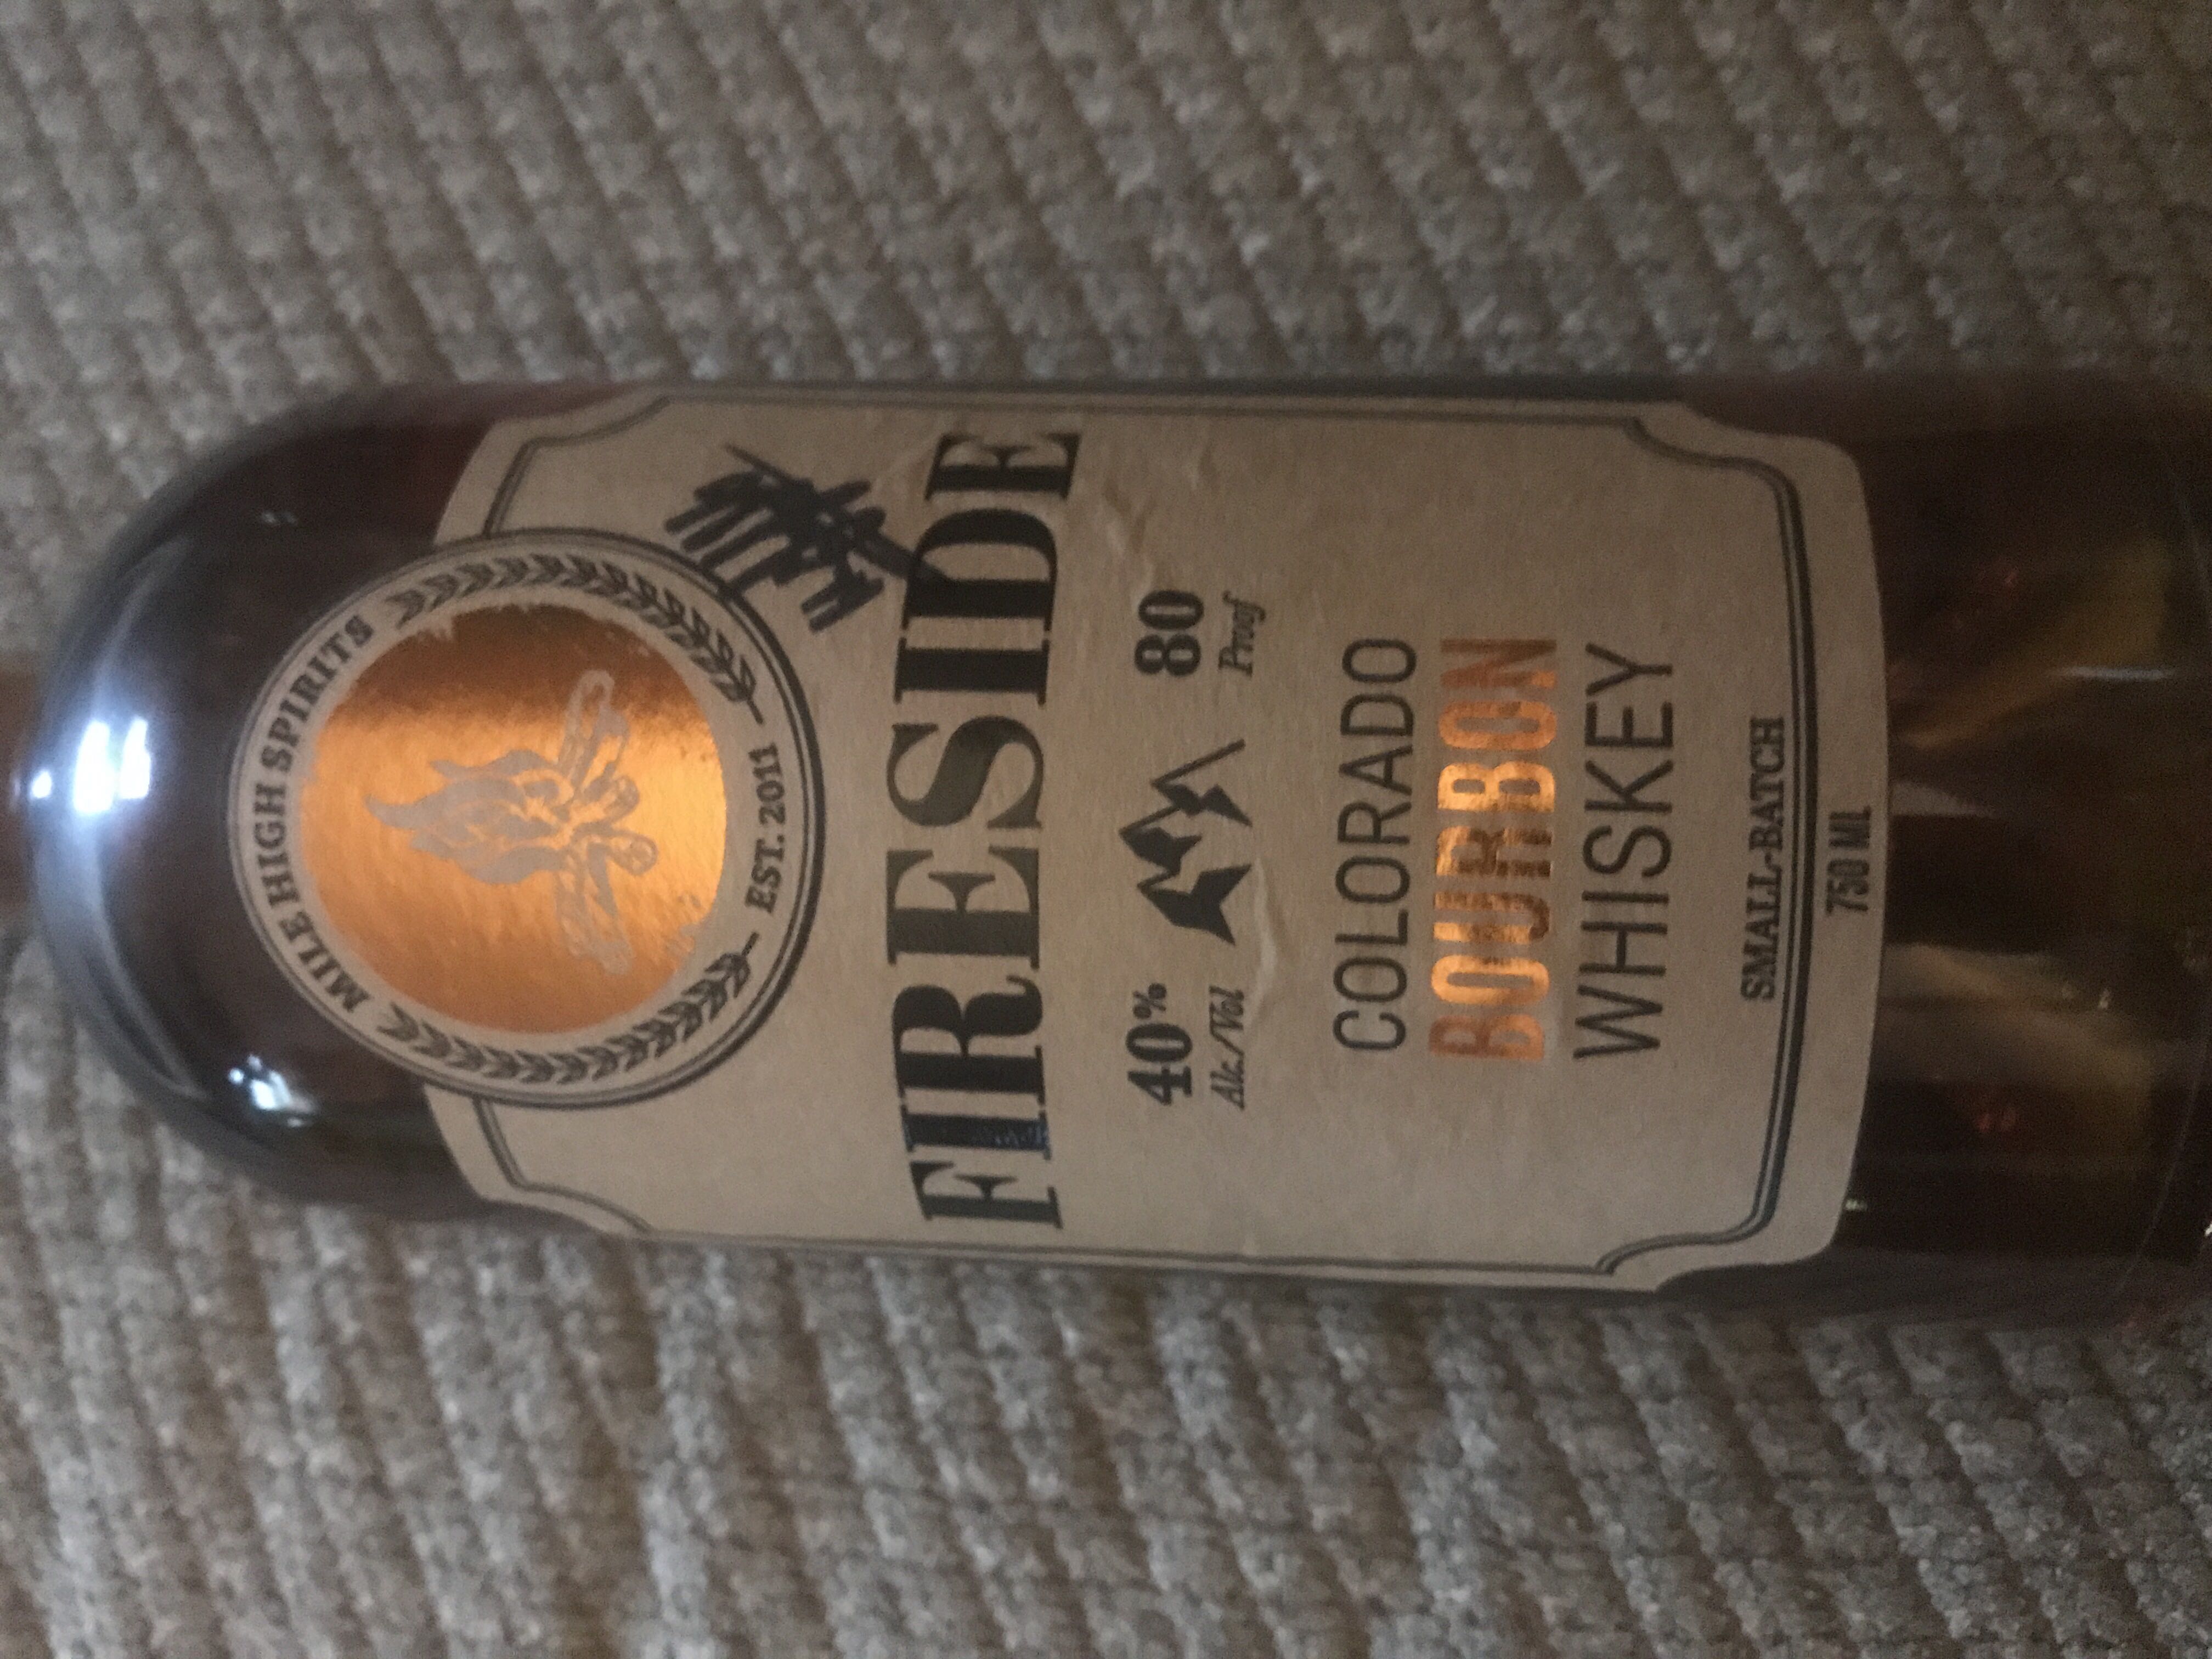 MILE HIGH SPIRITS
EST. 2011
FIRESIDE
40% 80
Alc./Vol Proof
COLORADO
BOURBON
WHISKEY
SMALL-BATCH
750 ML